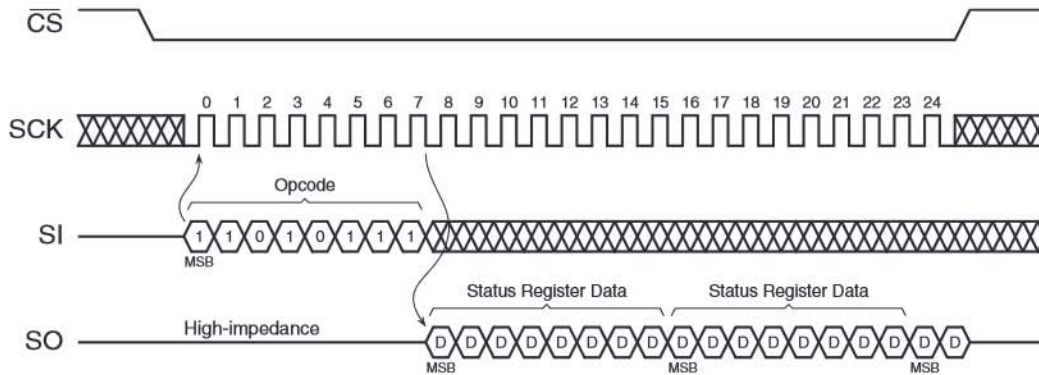 CS
SCK 0 1 2 3 4 5 6 7 8 9 10 11 12 13 14 15 16 17 18 19 20 21 22 23 24
Opcode
SI 1 1 0 1 0 1 1 1
MSB
Status Register Data Status Register Data
High-impedance
SO D D D D D D D D D D D D D D D D D D
MSB MSB MSB